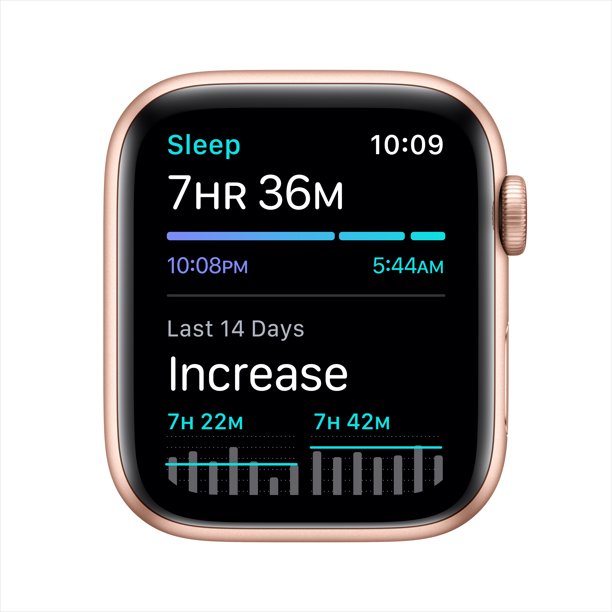 Sleep 10:09
7HR 36M
10:08PM 5:44AM
Last 14 Days
Increase
7H 22M 7H 42M